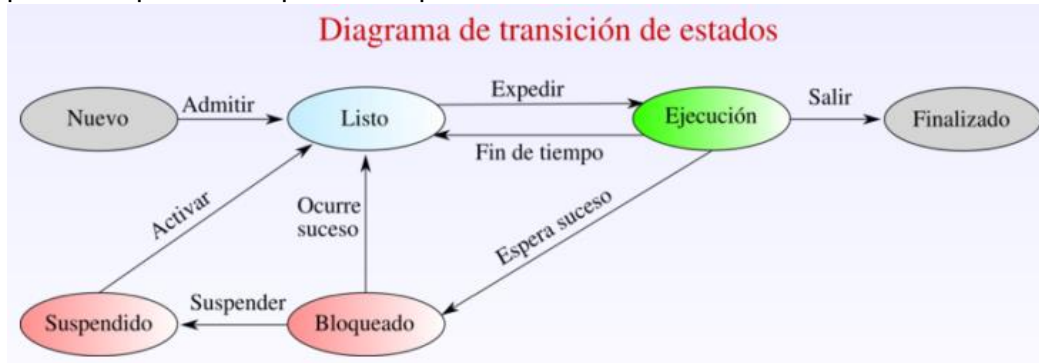 Diagrama de transición de estados
Nuevo
Admitir
Listo
Expedir
Ejecución
Salir
Finalizado
Fin de tiempo
Activar
Ocurre
suceso
Espera suceso
Suspendido
Suspender
Bloqueado